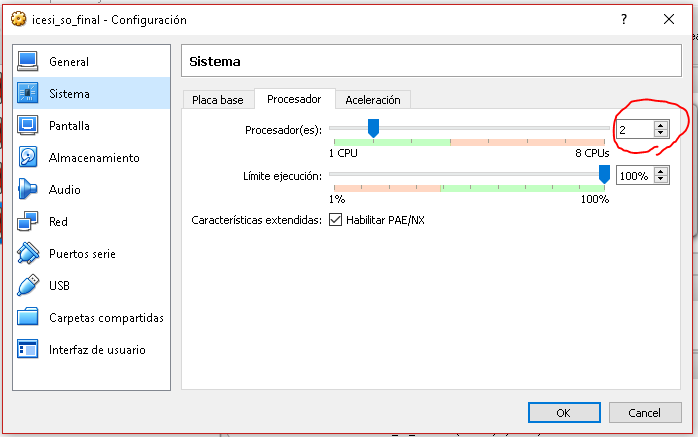 icesi_so_final - Configuración
?
General
Sistema
Pantalla
Almacenamiento
Audio
Red
Puertos serie
USB
Carpetas compartidas
Interfaz de usuario
Sistema
Placa base Procesador Aceleración
Procesador(es): 2
1 CPU 8 CPUs
Límite ejecución: 100%
1% 100%
Características extendidas: Habilitar PAE/NX
OK Cancel